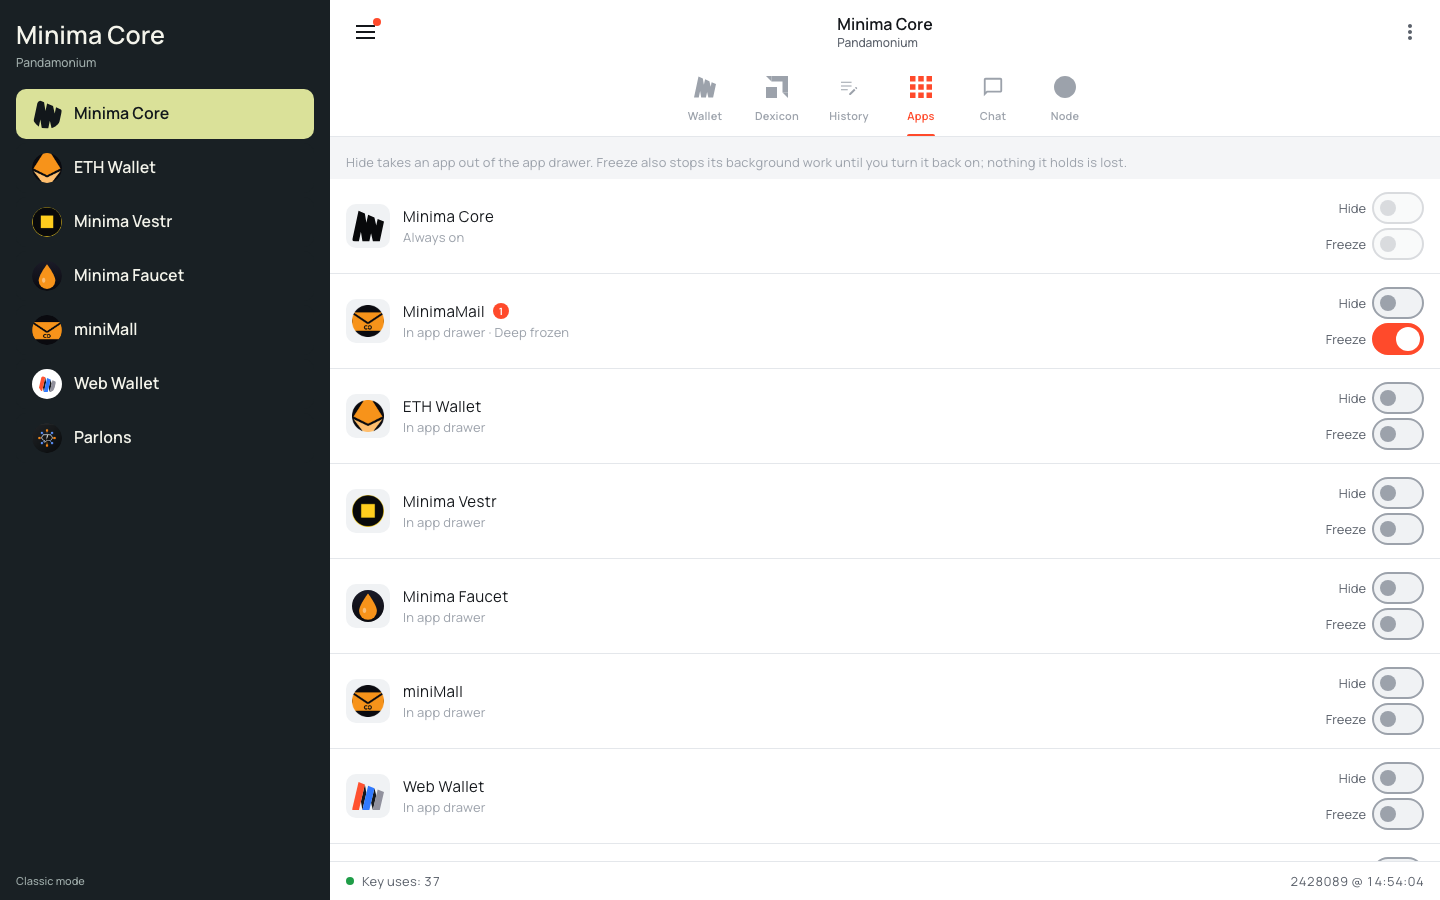 Minima Core
Pandamonium
Minima Core
ETH Wallet
Minima Vestr
Minima Faucet
miniMall
Web Wallet
Parlons
Classic mode
Minima Core
Pandamonium
Wallet
Dexicon
History
Apps
Chat
Node
Hide takes an app out of the app drawer. Freeze also stops its background work until you turn it back on; nothing it holds is lost.
Minima Core
Always on
Hide
Freeze
MinimaMail 1
In app drawer · Deep frozen
Hide
Freeze
ETH Wallet
In app drawer
Hide
Freeze
Minima Vestr
In app drawer
Hide
Freeze
Minima Faucet
In app drawer
Hide
Freeze
miniMall
In app drawer
Hide
Freeze
Web Wallet
In app drawer
Hide
Freeze
Key uses: 37
2428089 @ 14:54:04